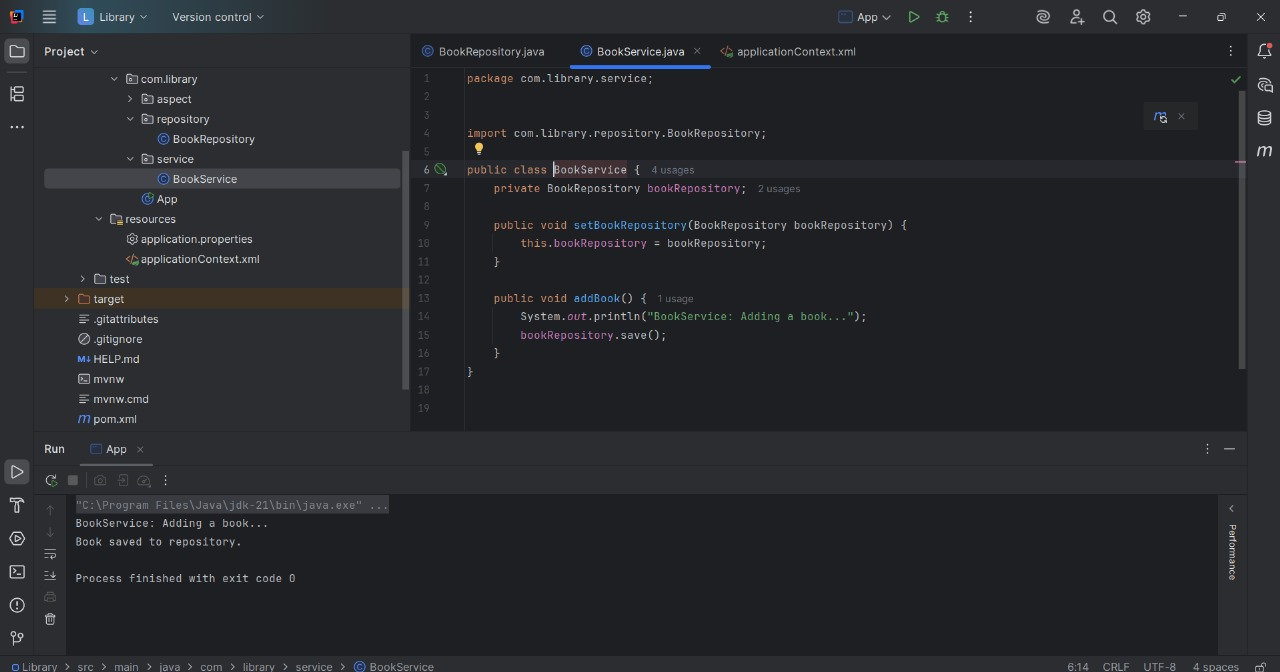 L Library Version control App
Project
BookRepository.java BookService.java applicationContext.xml
com.library
aspect
repository
BookRepository
service
BookService
App
resources
application.properties
applicationContext.xml
test
target
.gitattributes
.gitignore
M↓ HELP.md
mvnw
mvnw.cmd
m pom.xml
1 package com.library.service;
2
3
4 import com.library.repository.BookRepository;
5
6 public class BookService { 4 usages
7 private BookRepository bookRepository; 2 usages
8
9 public void setBookRepository(BookRepository bookRepository) {
10 this.bookRepository = bookRepository;
11 }
12
13 public void addBook() { 1 usage
14 System.out.println("BookService: Adding a book...");
15 bookRepository.save();
16 }
17 }
18
19
m
m
Run App
"C:\Program Files\Java\jdk-21\bin\java.exe" ...
BookService: Adding a book...
Book saved to repository.
Process finished with exit code 0
Performance
Library > src > main > java > com > library > service > BookService 6:14 CRLF UTF-8 4 spaces